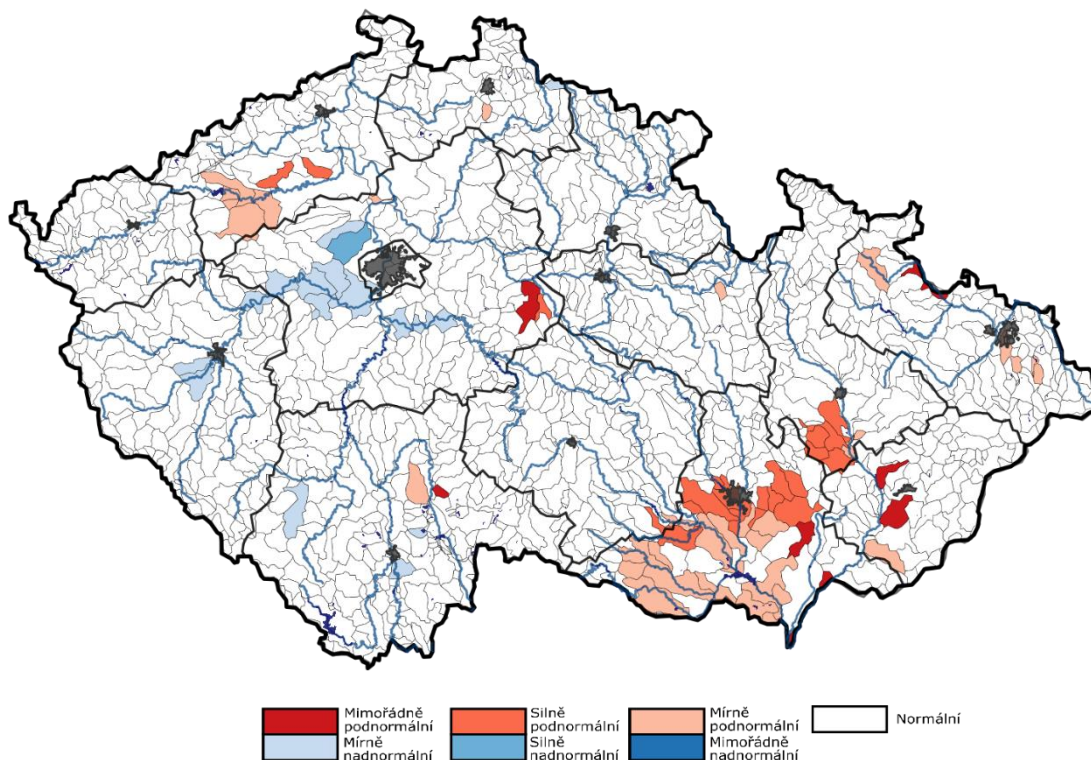 Mimořádně
podnormální
Silně
podnormální
Mírně
podnormální
Normální
Mírně
nadnormální
Silně
nadnormální
Mimořádně
nadnormální